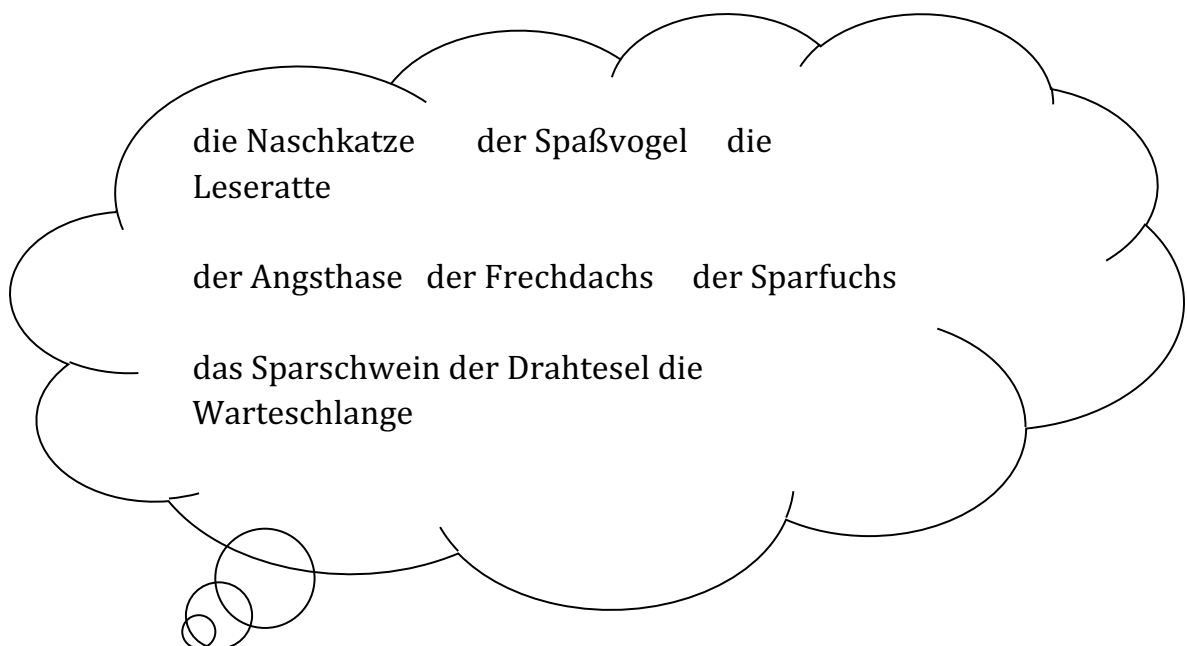 die Naschkatze der Spaßvogel die
Leseratte
der Angsthase der Frechdachs der Sparfuchs
das Sparschwein der Drahtesel die
Warteschlange